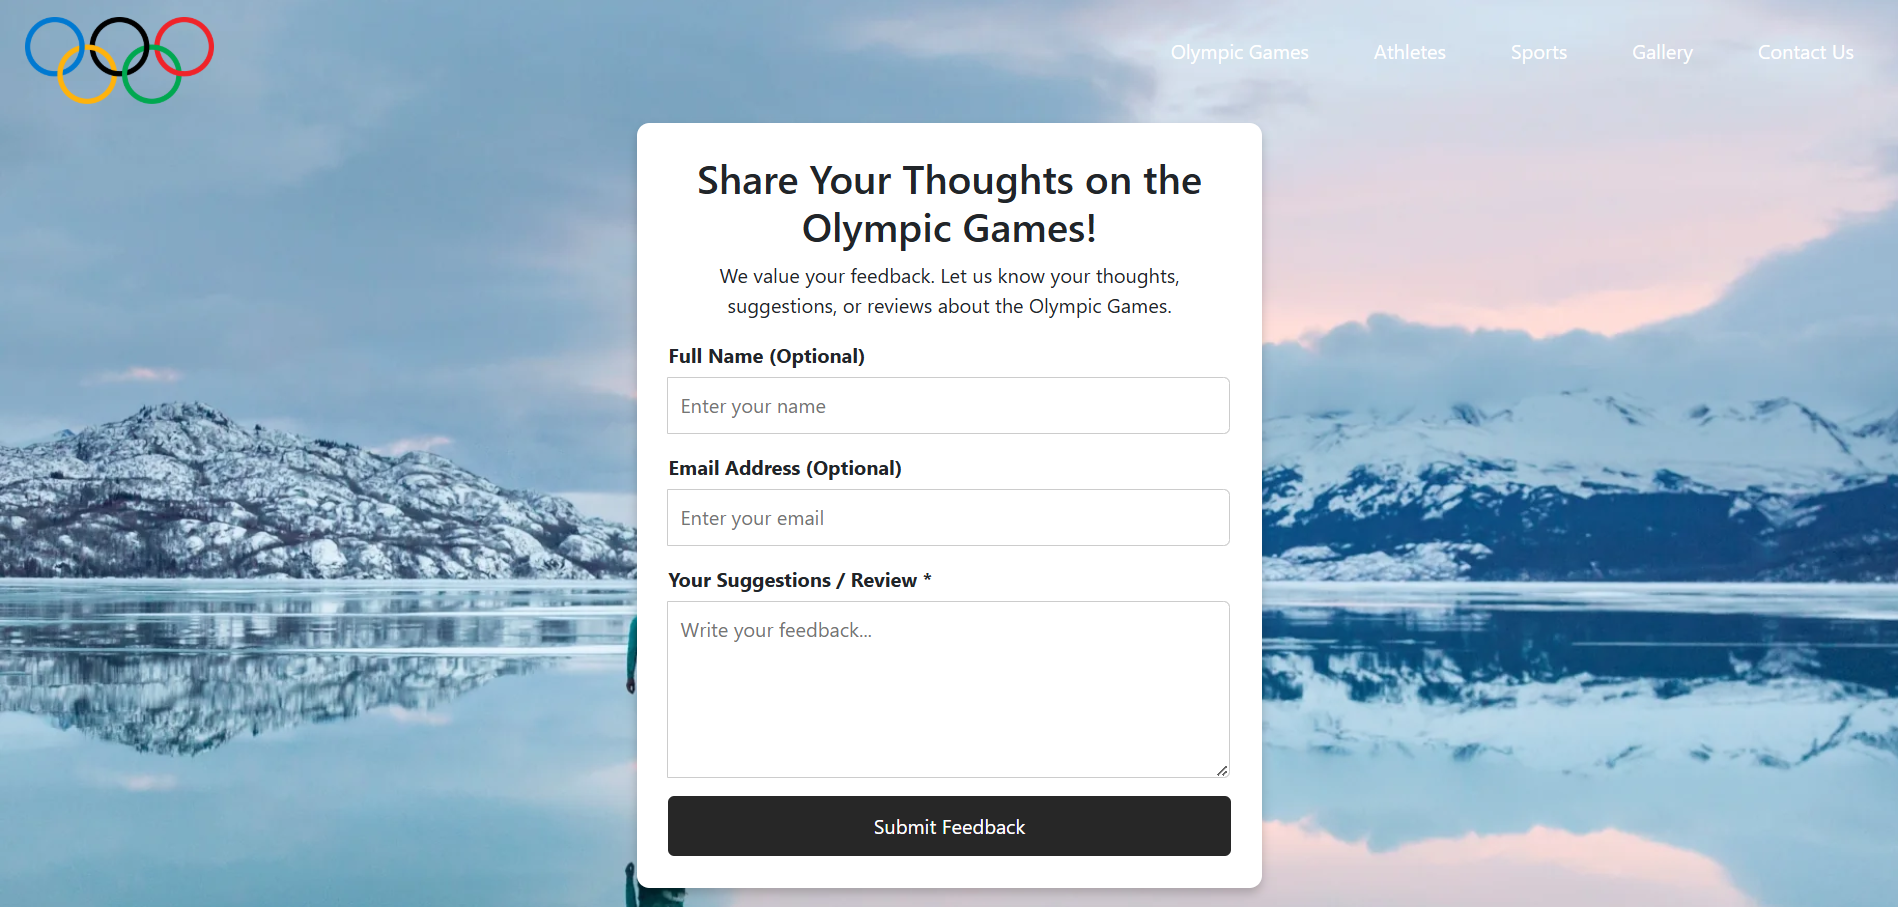 Olympic Games Athletes Sports Gallery Contact Us
Share Your Thoughts on the
Olympic Games!
We value your feedback. Let us know your thoughts,
suggestions, or reviews about the Olympic Games.
Full Name (Optional)
Enter your name
Email Address (Optional)
Enter your email
Your Suggestions / Review *
Write your feedback...
Submit Feedback